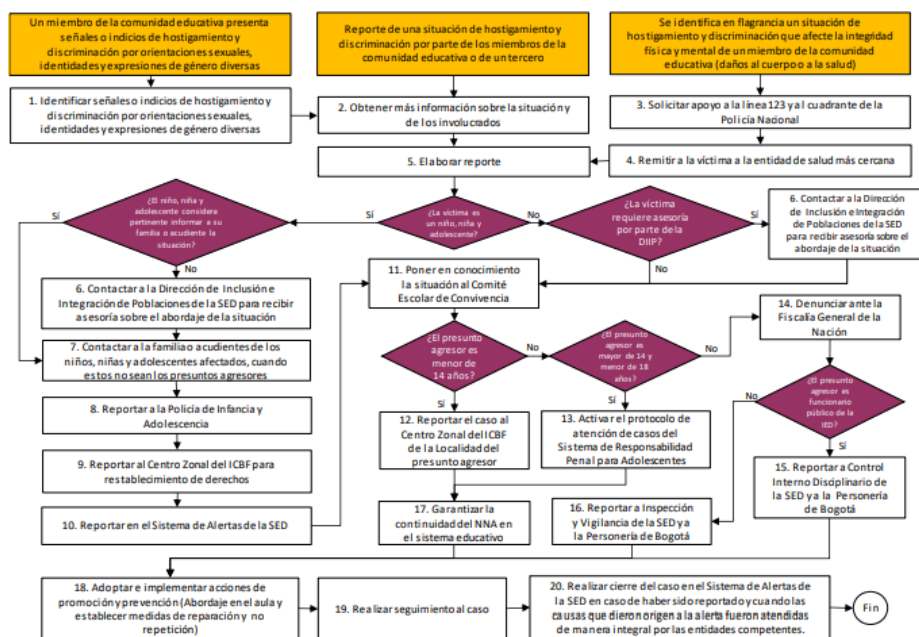 Un miembro de la comunidad educativa presenta
señales o indicios de hostigamiento y
discriminación por orientaciones sexuales,
identidades y expresiones de género diversas
Reporte de una situación de hostigamiento y
discriminación por parte de los miembros de la
comunidad educativa o de un tercero
Se identifica en flagrancia un situación de
hostigamiento y discriminación que afecte la integridad
física y mental de un miembro de la comunidad
educativa (daños al cuerpo o a la salud)
1. Identificar señales o indicios de hostigamiento y
discriminación por orientaciones sexuales,
identidades y expresiones de género diversas
2. Obtener más información sobre la situación y
de los involucrados
3. Solicitar apoyo a la línea 123 y al cuadrante de la
Policía Nacional
5. Elaborar reporte
4. Remitir a la víctima a la entidad de salud más cercana
¿El niño, niña y
adolescente considera
pertinente informar a su
familia o acudiente la
situación?
Sí
No
Sí
¿La víctima es
un niño, niña y
adolescente?
No
¿La víctima
requiere asesoría
por parte de la
DIIP?
Sí
No
6. Contactar a la Dirección
de Inclusión e Integración
de Poblaciones de la SED
para recibir asesoría sobre el
abordaje de la situación
6. Contactar a la Dirección de Inclusión e
Integración de Poblaciones de la SED para recibir
asesoría sobre el abordaje de la situación
11. Poner en conocimiento
la situación al Comité
Escolar de Convivencia
7. Contactar a la familia o acudientes de los
niños, niñas y adolescentes afectados, cuando
estos no sean los presuntos agresores
¿El presunto
agresor es
menor de
14 años?
No
Sí
¿El presunto
agresor es
mayor de 14 y
menor de 18
años?
No
Sí
14. Denunciar ante la
Fiscalía General de la
Nación
8. Reportar a la Policía de Infancia y
Adolescencia
¿El presunto
agresor es
funcionario
público de la
IED?
No
Sí
9. Reportar al Centro Zonal del ICBF para
restablecimiento de derechos
12. Reportar el caso al
Centro Zonal del ICBF
de la Localidad del
presunto agresor
13. Activar el protocolo de
atención de casos del
Sistema de Responsabilidad
Penal para Adolescentes
15. Reportar a Control
Interno Disciplinario de
la SED y a la Personería
de Bogotá
10. Reportar en el Sistema de Alertas de la SED
17. Garantizar la
continuidad del NNA en
el sistema educativo
16. Reportar a Inspección
y Vigilancia de la SED y a
la Personería de Bogotá
18. Adoptar e implementar acciones de
promoción y prevención (Abordaje en el aula y
establecer medidas de reparación y no
repetición)
19. Realizar seguimiento al caso
20. Realizar cierre del caso en el Sistema de Alertas de
la SED en caso de haber sido reportado y cuando las
causas que dieron origen a la alerta fueron atendidas
de manera integral por las entidades competentes.
Fin